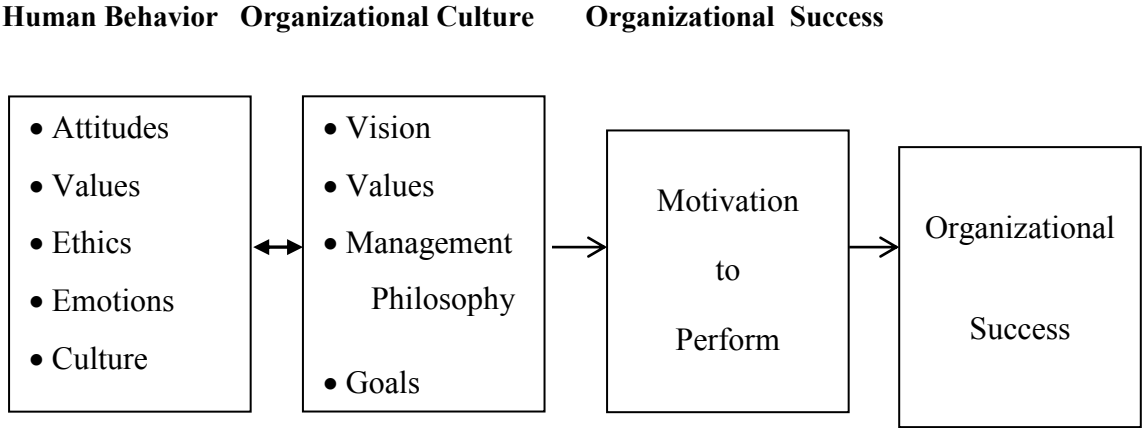 Human Behavior Organizational Culture Organizational Success
• Attitudes
• Values
• Ethics
• Emotions
• Culture
• Vision
• Values
• Management
Philosophy
• Goals
Motivation
to
Perform
Organizational
Success